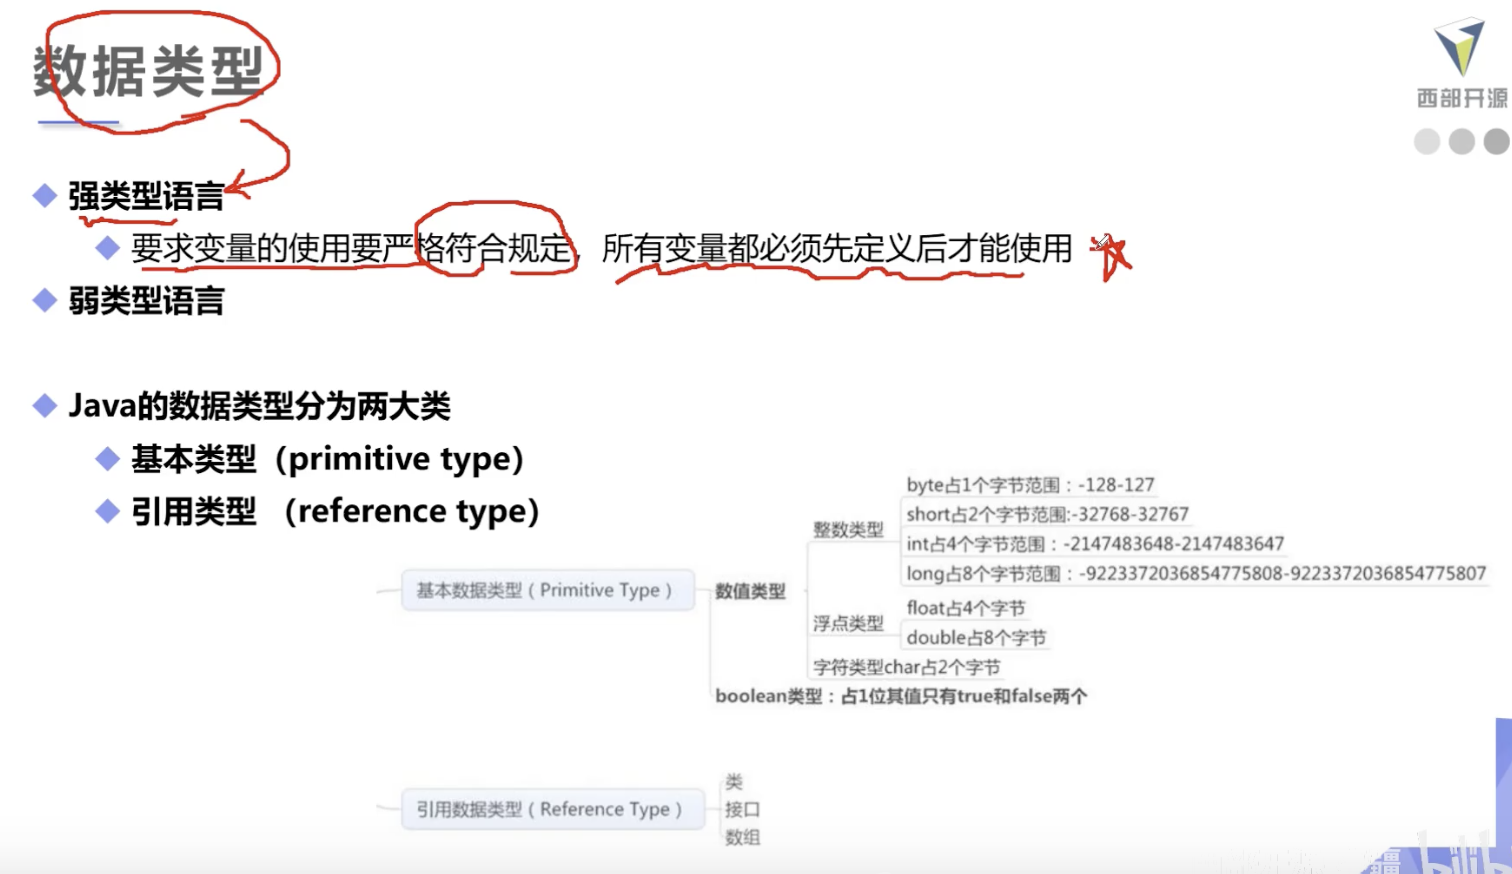 数据类型
西部开源
强类型语言
要求变量的使用要严格符合规定，所有变量都必须先定义后才能使用
弱类型语言
Java的数据类型分为两大类
基本类型（primitive type）
引用类型 （reference type）
基本数据类型（Primitive Type）
数值类型
整数类型
byte占1个字节范围：-128-127
short占2个字节范围:-32768-32767
int占4个字节范围：-2147483648-2147483647
long占8个字节范围：-9223372036854775808-9223372036854775807
浮点类型
float占4个字节
double占8个字节
字符类型char占2个字节
boolean类型：占1位其值只有true和false两个
引用数据类型（Reference Type）
类
接口
数组